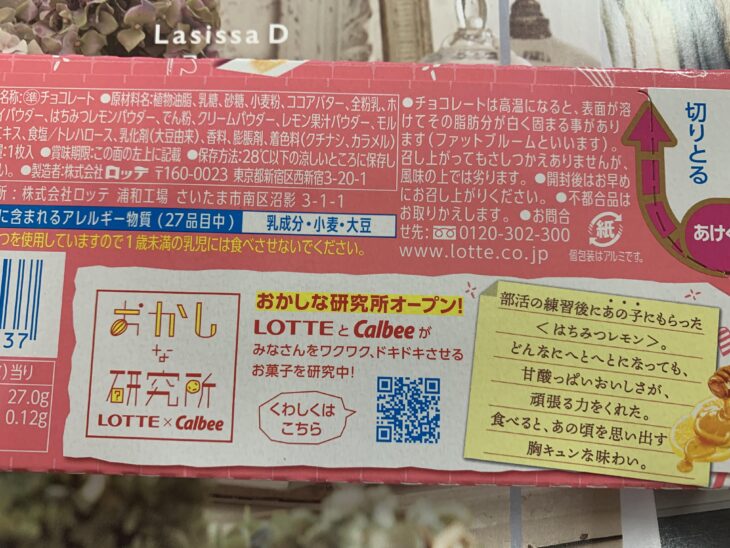 Lasissa D
名称:準チョコレート ●原材料名:植物油脂、乳糖、砂糖、小麦粉、ココアバター、全粉乳、ホ
イパウダー、はちみつレモンパウダー、でん粉、クリームパウダー、レモン果汁パウダー、モル
エキス、食塩/トレハロース、乳化剤(大豆由来)、香料、膨脹剤、着色料(クチナシ、カラメル)
量:1枚入 ●賞味期限:この面の左上に記載 ●保存方法:28℃以下の涼しいところに保存し
。●製造者:株式会社ロッテ 〒160-0023 東京都新宿区西新宿3-20-1
所:株式会社ロッテ 浦和工場 さいたま市南区沼影 3-1-1
に含まれるアレルギー物質(27品目中) 乳成分・小麦・大豆
つを使用していますので1歳未満の乳児には食べさせないでください。
●チョコレートは高温になると、表面が溶
けてその脂肪分が白く固まる事があり
ます(ファットブルームといいます)。
召し上がってもさしつかえありませんが、
風味の上では劣ります。●開封後はお早め
にお召し上がりください。●不都合品は
お取りかえします。●お問合
せ先:0120-302-300
www.lotte.co.jp
紙
個包装はアルミです。
切りとる
あけ
37
当り
27.0g
0.12g
おかし
な
研究所
LOTTE×Calbee
おかしな研究所オープン!
LOTTEとCalbeeが
みなさんをワクワク、ドキドキさせる
お菓子を研究中!
くわしくは
こちら
部活の練習後にあの子にもらった
<はちみつレモン>。
どんなにへとへとになっても、
甘酸っぱいおいしさが、
頑張る力をくれた。
食べると、あの頃を思い出す
胸キュンな味わい。